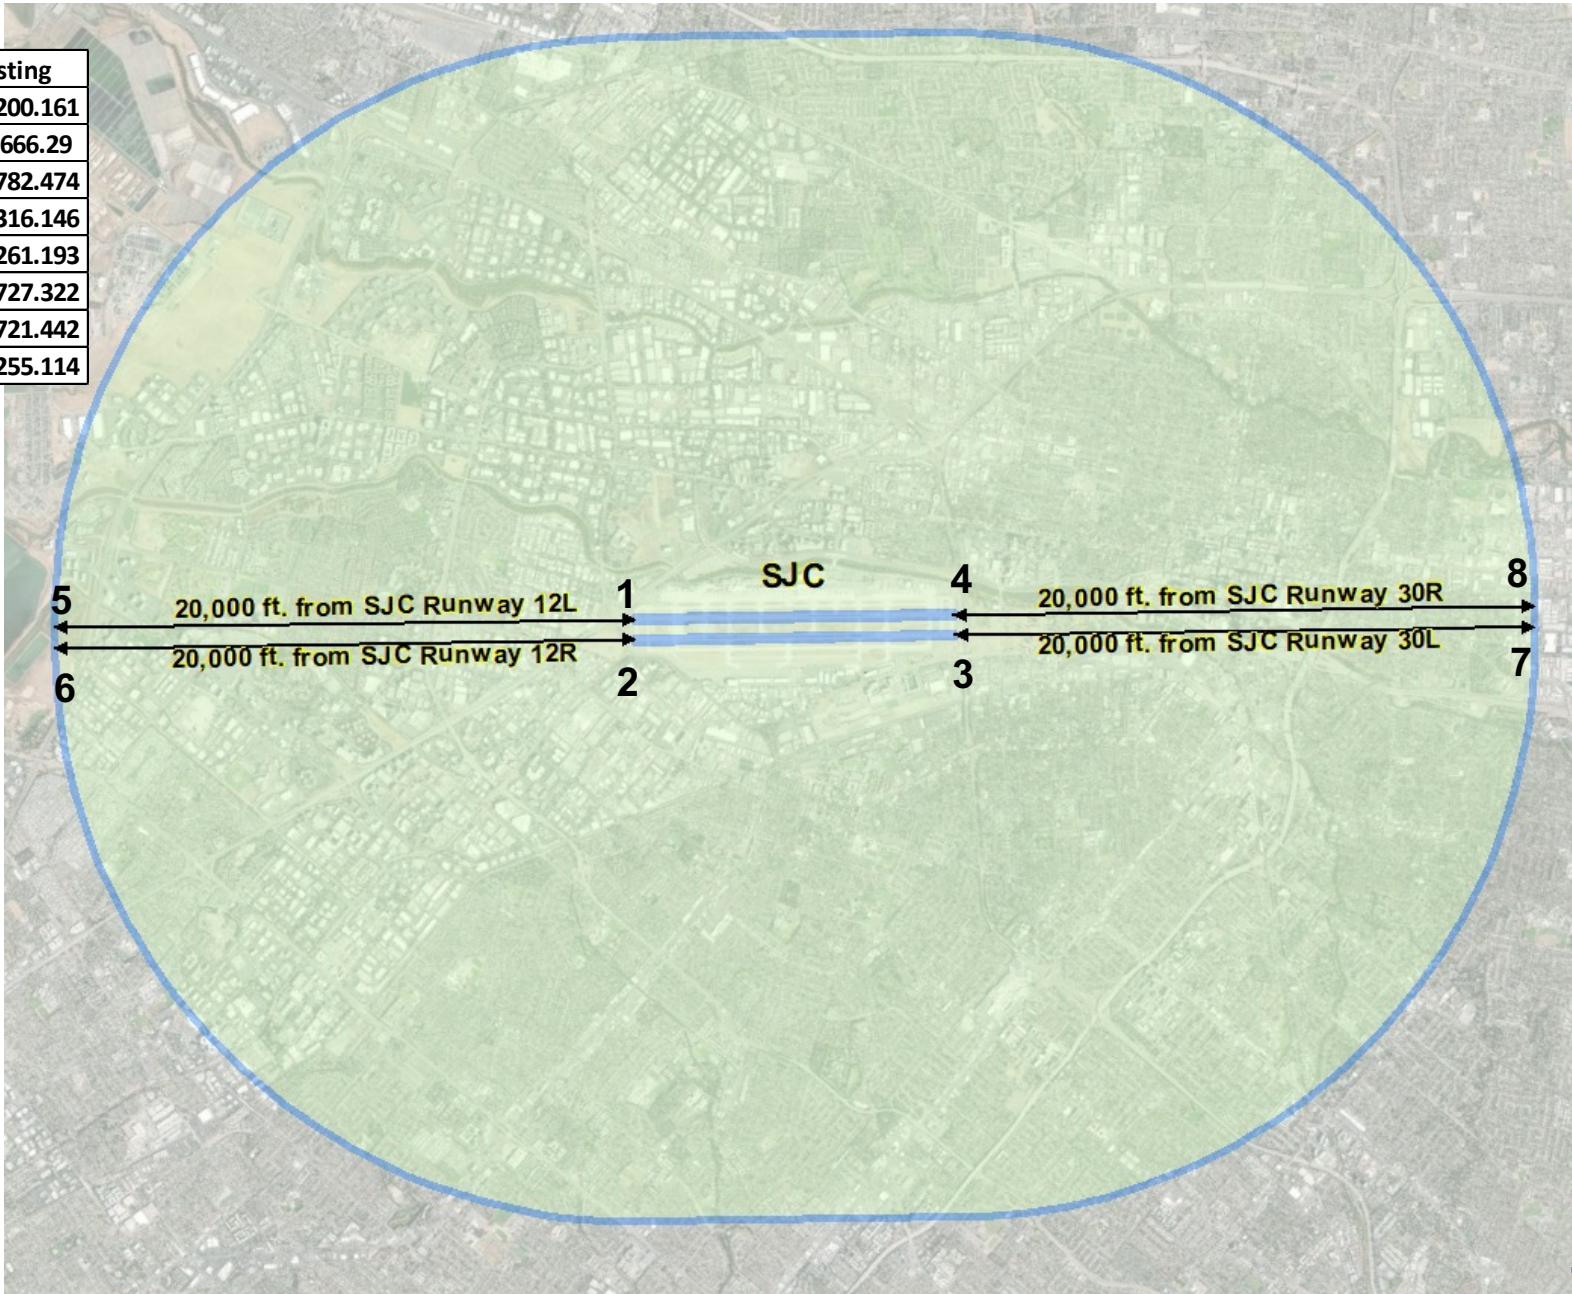 sting
200.161
666.29
782.474
316.146
261.193
727.322
721.442
255.114
SJC
5
1
4
8
20,000 ft. from SJC Runway 12L
20,000 ft. from SJC Runway 30R
20,000 ft. from SJC Runway 12R
20,000 ft. from SJC Runway 30L
6
2
3
7